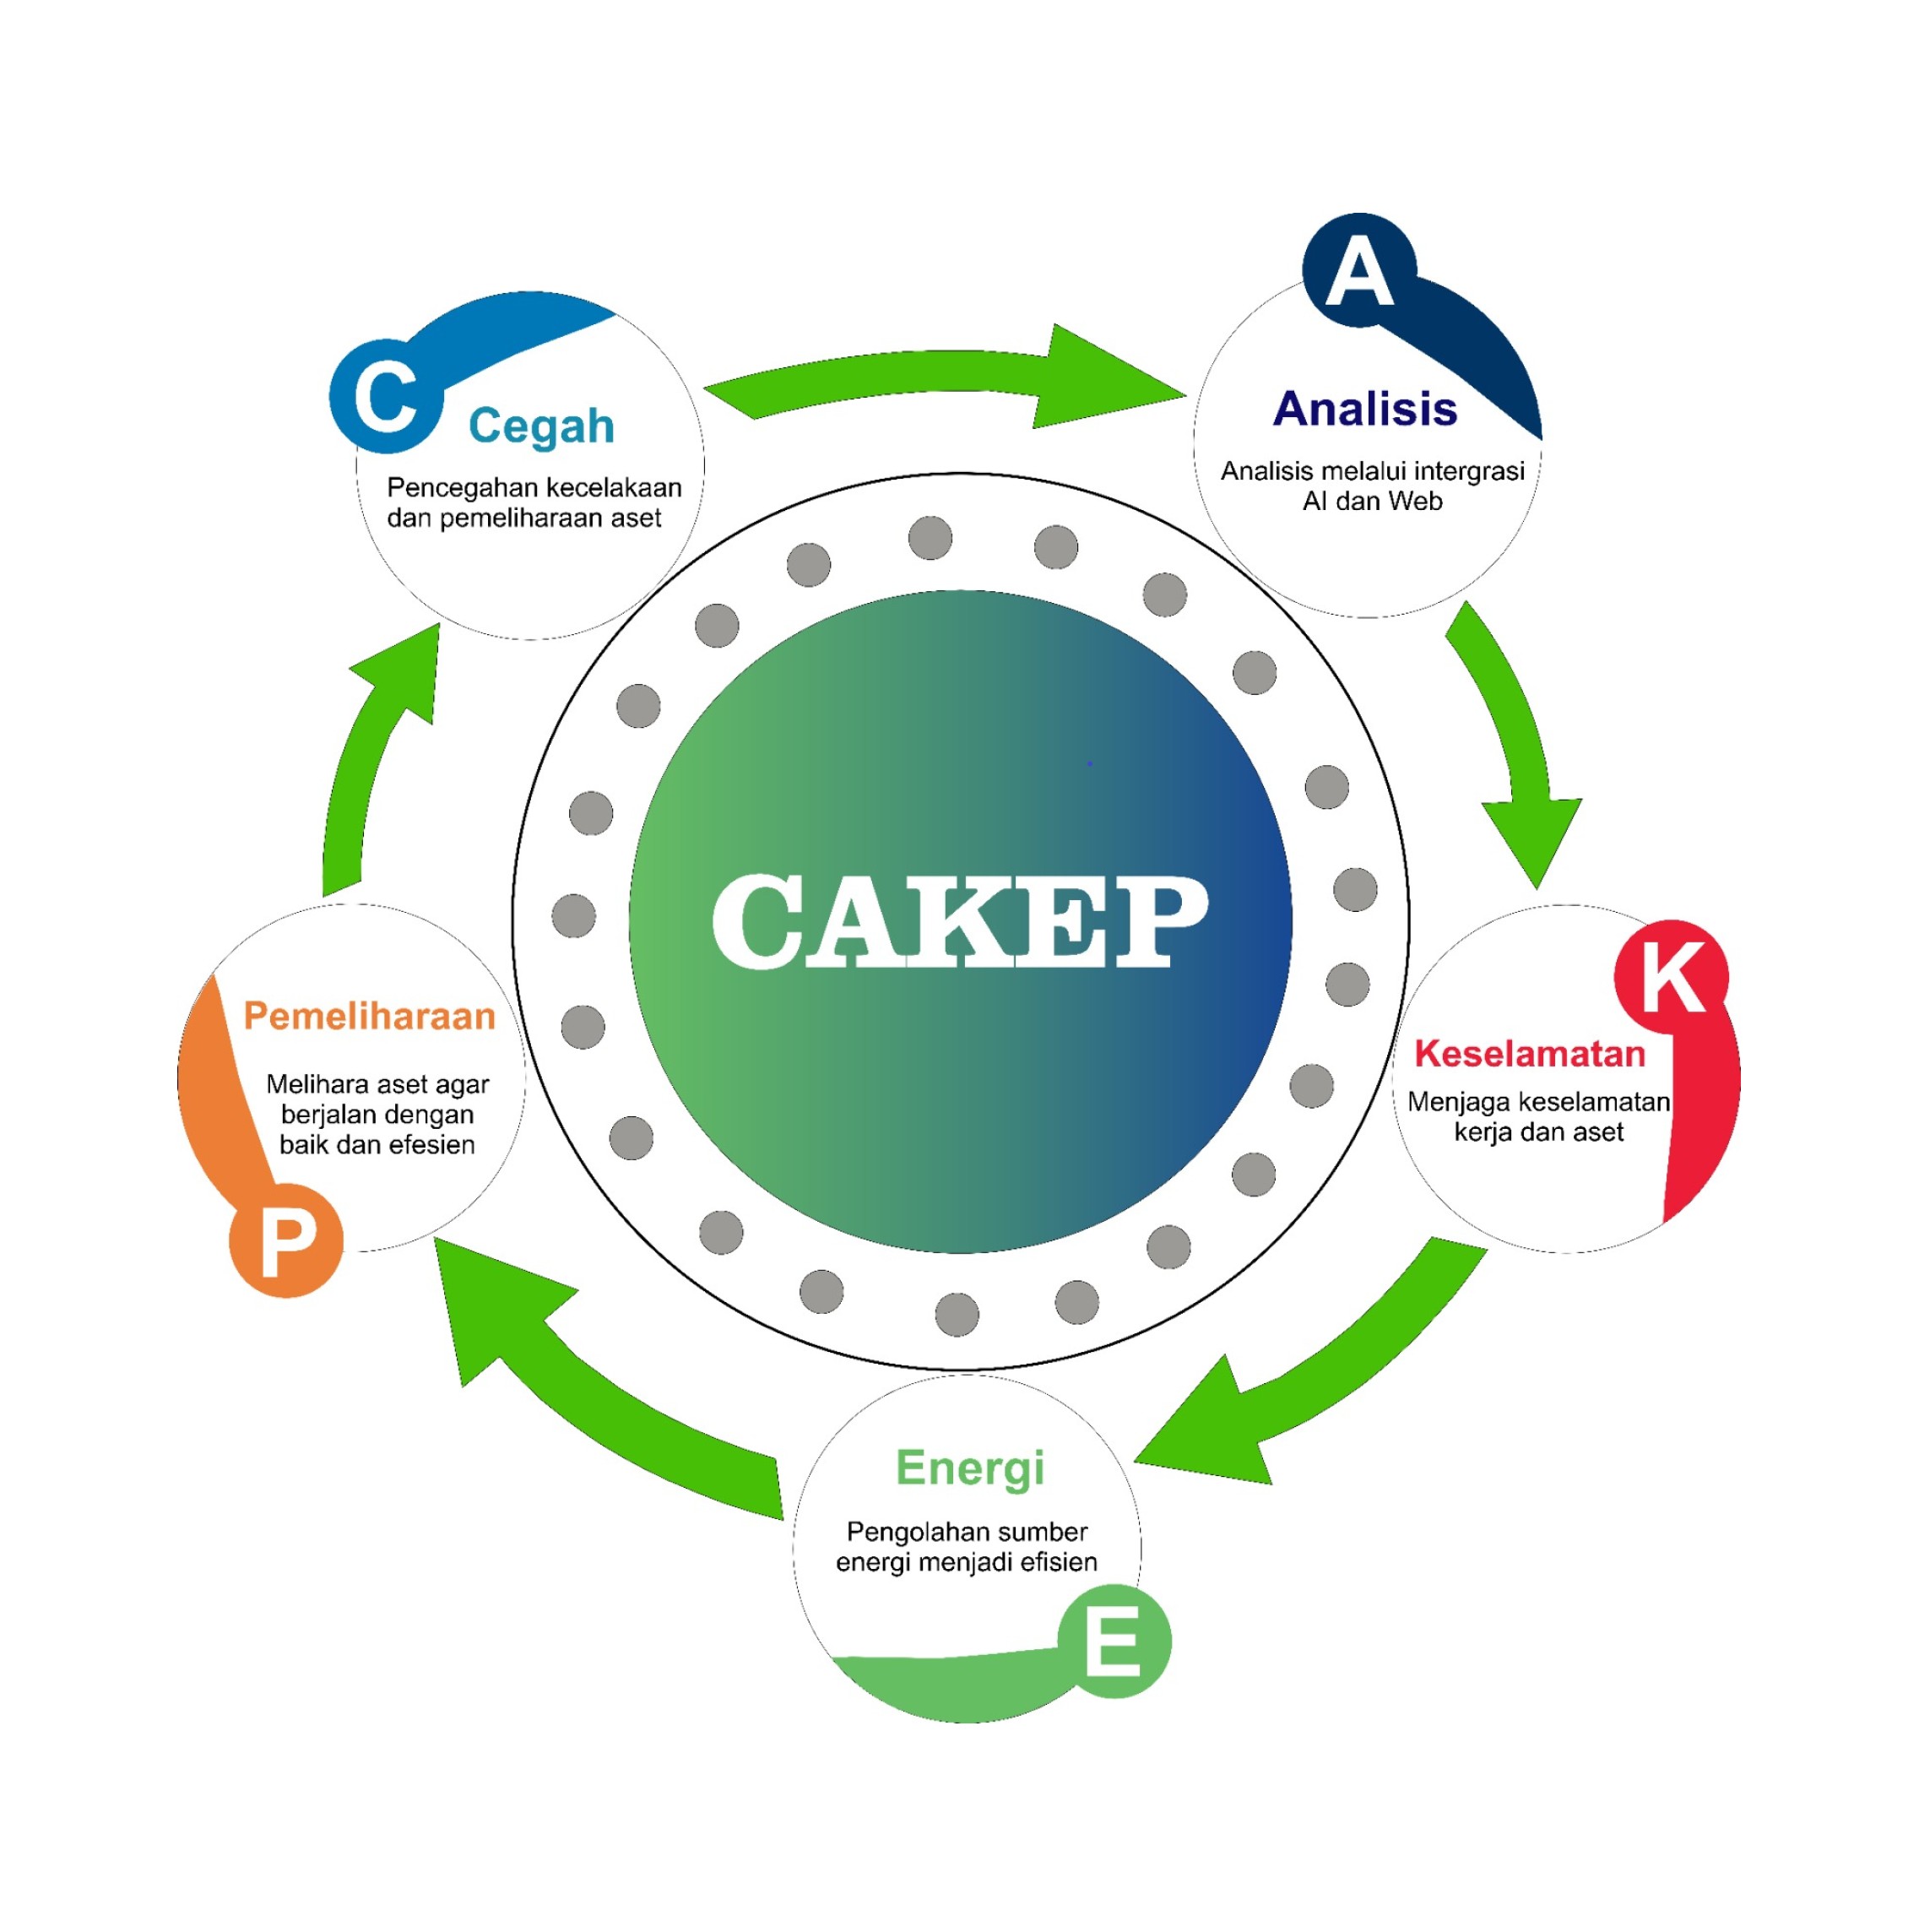 C
Cegah
Pencegahan kecelakaan
dan pemeliharaan aset
A
Analisis
Analisis melalui intergrasi
AI dan Web
K
Keselamatan
Menjaga keselamatan
kerja dan aset
E
Energi
Pengolahan sumber
energi menjadi efisien
P
Pemeliharaan
Melihara aset agar
berjalan dengan
baik dan efesien
CAKEP